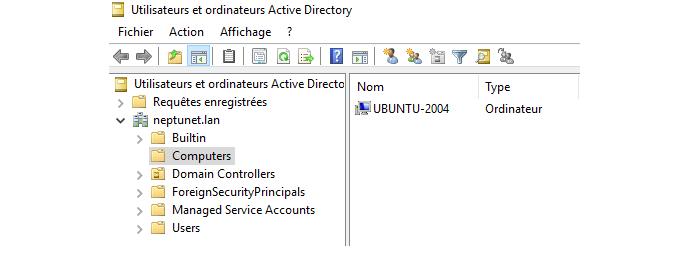 Utilisateurs et ordinateurs Active Directory
Fichier Action Affichage ?
Utilisateurs et ordinateurs Active Directo
Requêtes enregistrées
neptunet.lan
Builtin
Computers
Domain Controllers
ForeignSecurityPrincipals
Managed Service Accounts
Users
Nom Type
UBUNTU-2004 Ordinateur